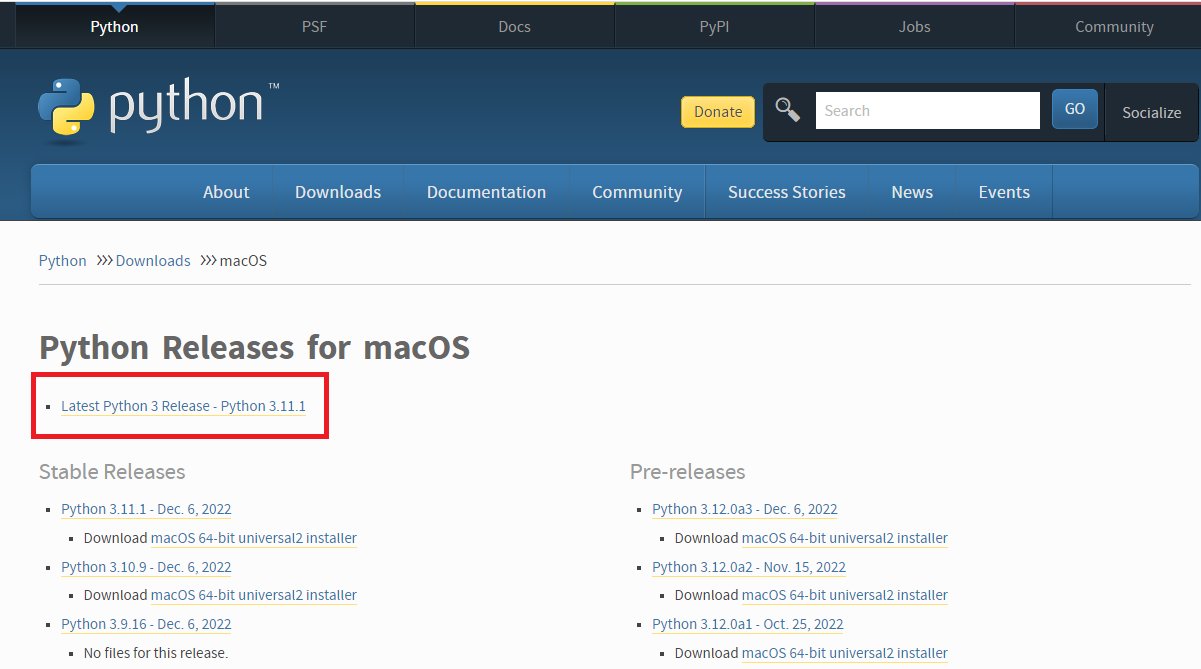 Python PSF Docs PyPI Jobs Community
python™
Donate Search GO Socialize
About Downloads Documentation Community Success Stories News Events
Python >>> Downloads >>> macOS
Python Releases for macOS
Latest Python 3 Release - Python 3.11.1
Stable Releases
Python 3.11.1 - Dec. 6, 2022
Download macOS 64-bit universal2 installer
Python 3.10.9 - Dec. 6, 2022
Download macOS 64-bit universal2 installer
Python 3.9.16 - Dec. 6, 2022
No files for this release.
Pre-releases
Python 3.12.0a3 - Dec. 6, 2022
Download macOS 64-bit universal2 installer
Python 3.12.0a2 - Nov. 15, 2022
Download macOS 64-bit universal2 installer
Python 3.12.0a1 - Oct. 25, 2022
Download macOS 64-bit universal2 installer